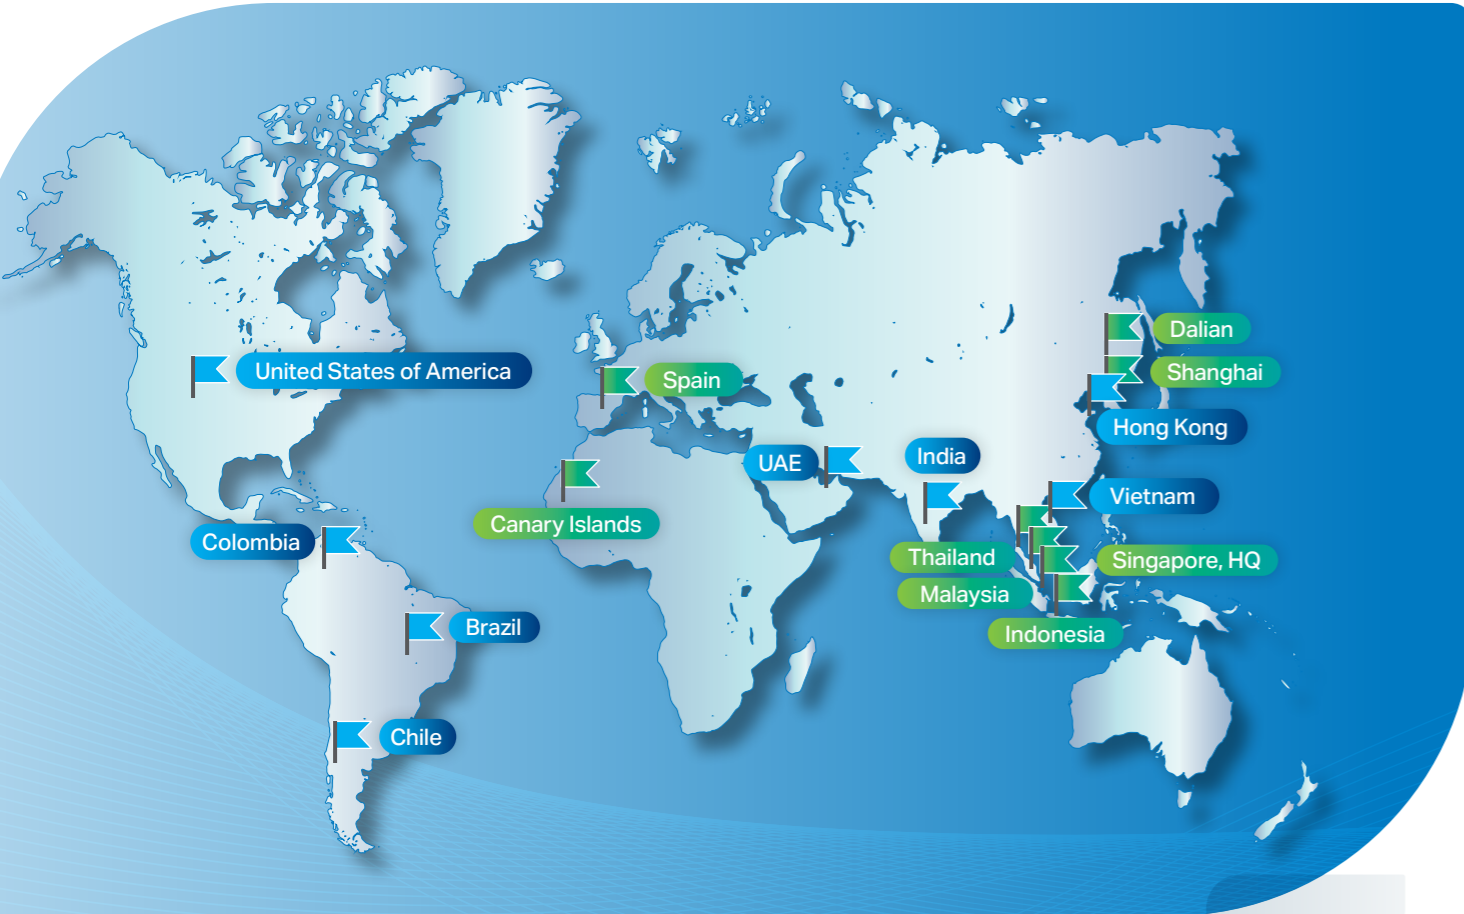 Dalian
United States of America
Shanghai
Spain
Hong Kong
India
UAE
Vietnam
Canary Islands
Colombia
Thailand
Singapore, HQ
Malaysia
Brazil
Indonesia
Chile